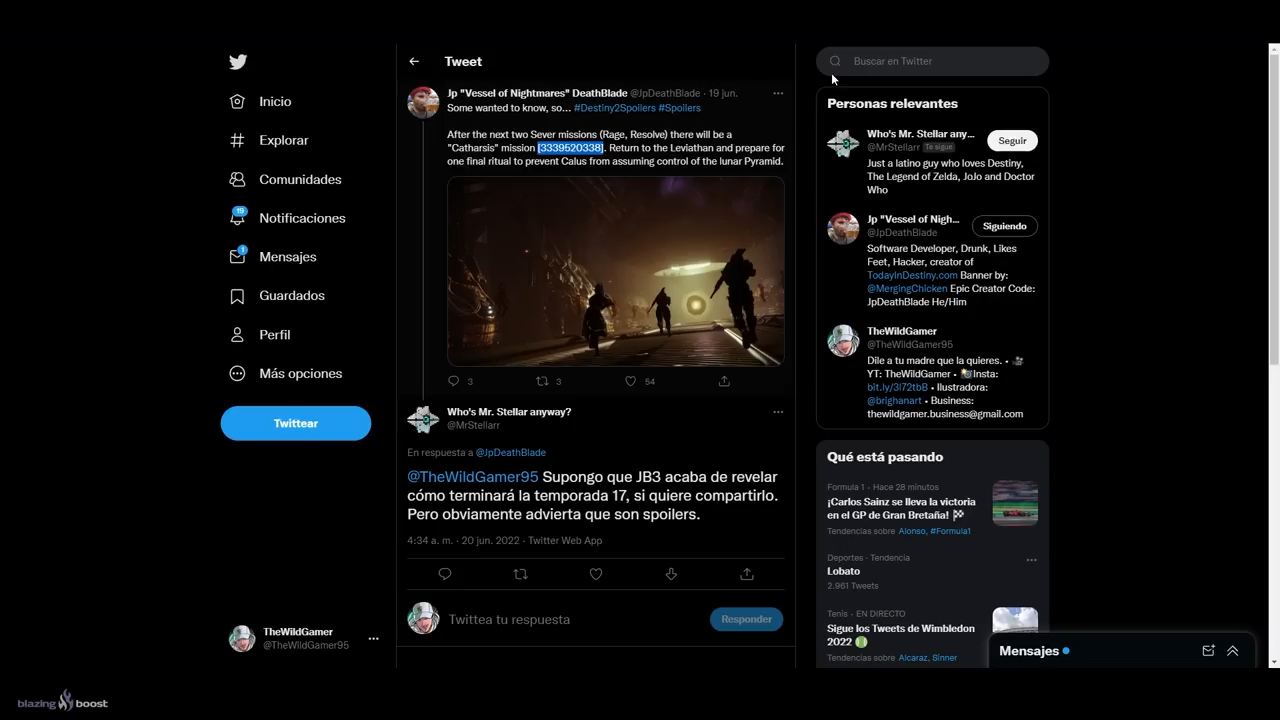 Inicio
Explorar
Comunidades
19
Notificaciones
1
Mensajes
Guardados
Perfil
Más opciones
Twittear
TheWildGamer
@TheWildGamer95
Tweet
Jp "Vessel of Nightmares" DeathBlade @JpDeathBlade · 19 jun.
Some wanted to know, so... #Destiny2Spoilers #Spoilers
After the next two Sever missions (Rage, Resolve) there will be a
"Catharsis" mission [3339520338]. Return to the Leviathan and prepare for
one final ritual to prevent Calus from assuming control of the lunar Pyramid.
3 3 54
Who's Mr. Stellar anyway?
@MrStellarr
En respuesta a @JpDeathBlade
@TheWildGamer95 Supongo que JB3 acaba de revelar
cómo terminará la temporada 17, si quiere compartirlo.
Pero obviamente advierta que son spoilers.
4:34 a. m. · 20 jun. 2022 · Twitter Web App
Twittea tu respuesta
Responder
Buscar en Twitter
Personas relevantes
Who's Mr. Stellar any...
@MrStellarr Te sigue
Seguir
Just a latino guy who loves Destiny,
The Legend of Zelda, JoJo and Doctor
Who
Jp "Vessel of Nigh...
@JpDeathBlade
Siguiendo
Software Developer, Drunk, Likes
Feet, Hacker, creator of
TodayInDestiny.com Banner by:
@MergingChicken Epic Creator Code:
JpDeathBlade He/Him
TheWildGamer
@TheWildGamer95
Dile a tu madre que la quieres. •
YT: TheWildGamer • Insta:
bit.ly/3l72tbB • Ilustradora:
@brighanart • Business:
thewildgamer.business@gmail.com
Qué está pasando
Formula 1 · Hace 28 minutos
¡Carlos Sainz se lleva la victoria
en el GP de Gran Bretaña!
Tendencias sobre Alonso, #Formula1
Deportes · Tendencia
Lobato
2.961 Tweets
Tenis · EN DIRECTO
Sigue los Tweets de Wimbledon
2022
Tendencias sobre Alcaraz, Sinner
Mensajes
blazing boost